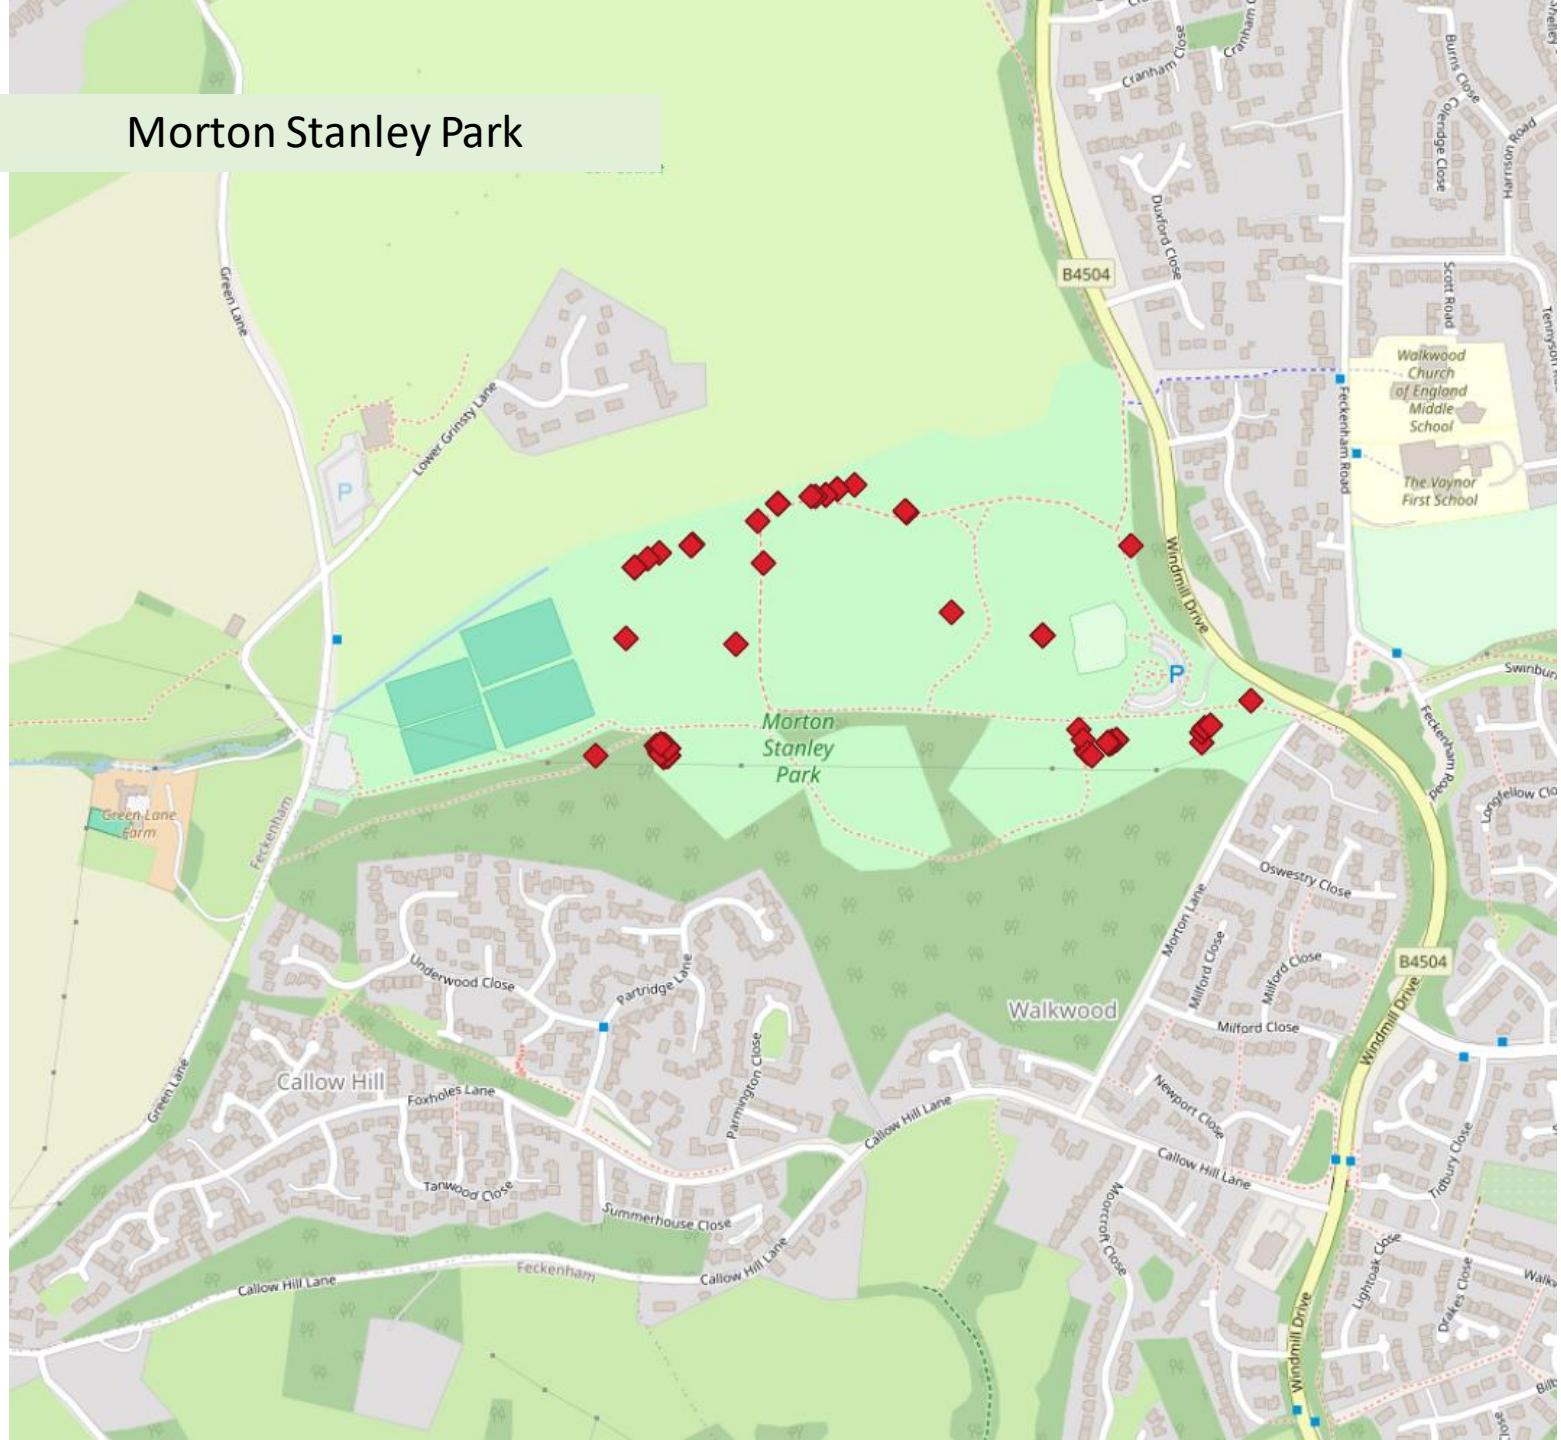 Morton Stanley Park
Cranham Close
Burns Close
Coleridge Close
Harrison Road
Duxford Close
B4504
Green Lane
Scott Road
Walkwood
Church
of England
Middle
School
Lower Grinsty Lane
Feckenham Road
The Vaynor
First School
P
Windmill Drive
P
Swinbur
Morton
Stanley
Park
Feckenham Road
Longfellow Clo
Green Lane
Farm
Feckenham
Oswestry Close
Morton Lane
Milford Close
Milford Close
B4504
Underwood Close
Partridge Lane
Walkwood
Milford Close
Windmill Drive
Parmington Close
Callow Hill
Foxholes Lane
Green Lane
Newport Close
Callow Hill Lane
Callow Hill Lane
Tidbury Close
Tanwood Close
Summerhouse Close
Moorcroft Close
Callow Hill Lane
Feckenham
Callow Hill Lane
Lightoak Close
Drakes Close
Walkw
Windmill Drive
Bilb